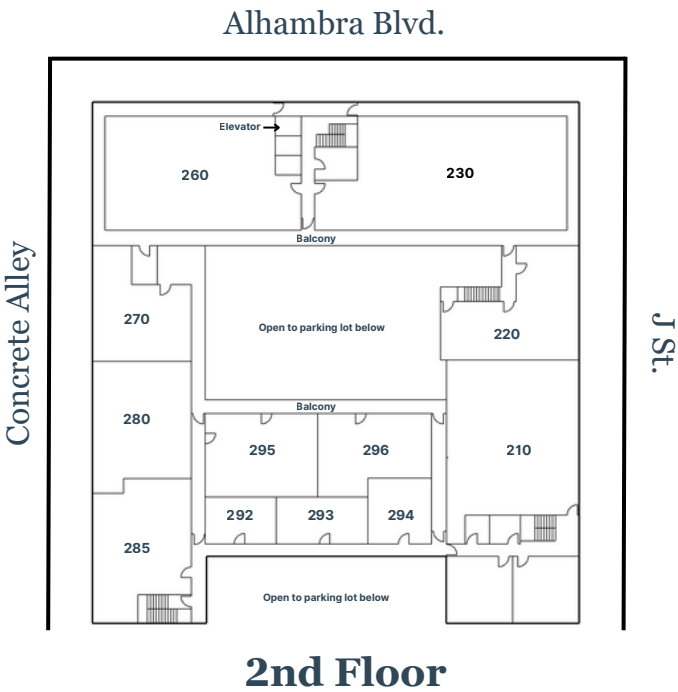 Alhambra Blvd.
Elevator
260
230
Balcony
Concrete Alley
270
Open to parking lot below
220
J St.
Balcony
280
295
296
210
292
293
294
285
Open to parking lot below
2nd Floor